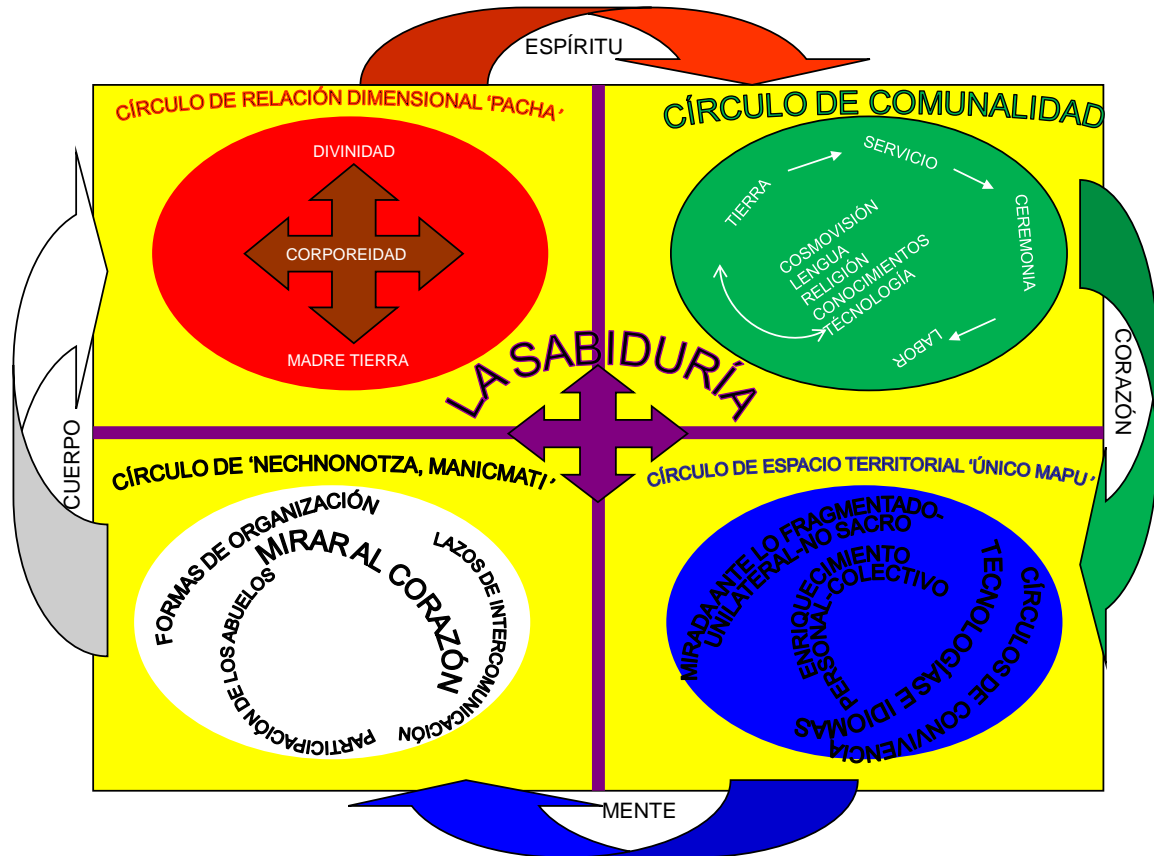 ESPÍRITU
CÍRCULO DE RELACIÓN DIMENSIONAL 'PACHA'
DIVINIDAD
CORPOREIDAD
MADRE TIERRA
CÍRCULO DE COMUNALIDAD
TIERRA
SERVICIO
CEREMONIA
LABOR
COSMOVISIÓN
LENGUA
RELIGIÓN
CONOCIMIENTOS
TÉCNOLOGÍA
LA SABIDURÍA
CUERPO
CORAZÓN
CÍRCULO DE 'NECHNONOTZA, MANICMATI'
FORMAS DE ORGANIZACIÓN
MIRAR AL CORAZÓN
LAZOS DE INTERCOMUNICACIÓN
PARTICIPACIÓN DE LOS ABUELOS
CÍRCULO DE ESPACIO TERRITORIAL 'ÚNICO MAPU'
MIRADA ANTE LO FRAGMENTADO-
UNILATERAL-NO SACRO
ENRIQUECIMIENTO
PERSONAL-COLECTIVO
TECNOLOGÍAS E IDIOMAS
CÍRCULOS DE CONVIVENCIA
MENTE